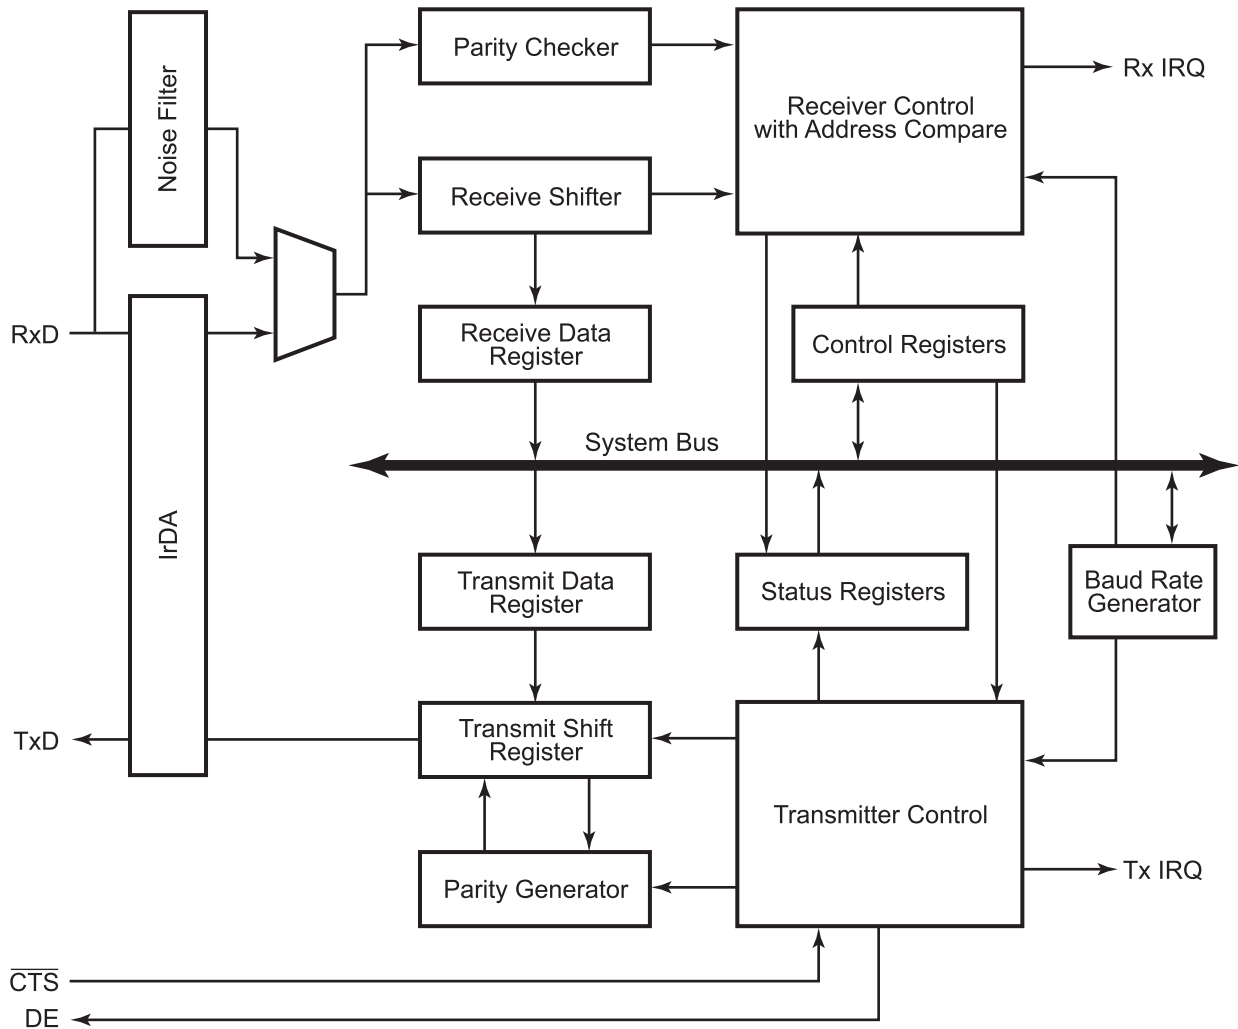 Noise Filter
Parity Checker
Receiver Control
with Address Compare
Rx IRQ
Receive Shifter
RxD
Receive Data
Register
Control Registers
System Bus
IrDA
Transmit Data
Register
Status Registers
Baud Rate
Generator
TxD
Transmit Shift
Register
Transmitter Control
Parity Generator
Tx IRQ
C̅T̅S̅
DE